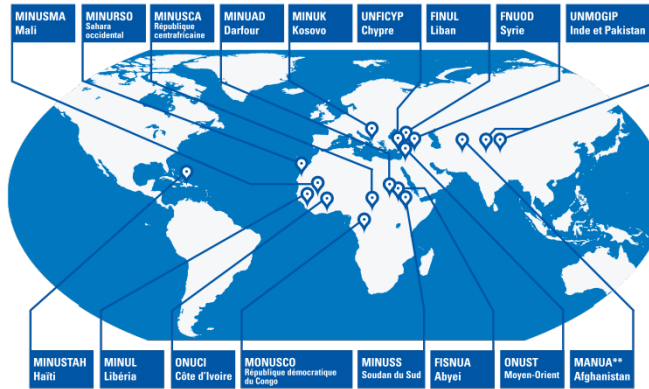 MINUSMA
Mali
MINURSO
Sahara
occidental
MINUSCA
République
centrafricaine
MINUAD
Darfour
MINUK
Kosovo
UNFICYP
Chypre
FINUL
Liban
FNUOD
Syrie
UNMOGIP
Inde et Pakistan
MINUSTAH
Haïti
MINUL
Libéria
ONUCI
Côte d'Ivoire
MONUSCO
République démocratique
du Congo
MINUSS
Soudan du Sud
FISNUA
Abyei
ONUST
Moyen-Orient
MANUA**
Afghanistan